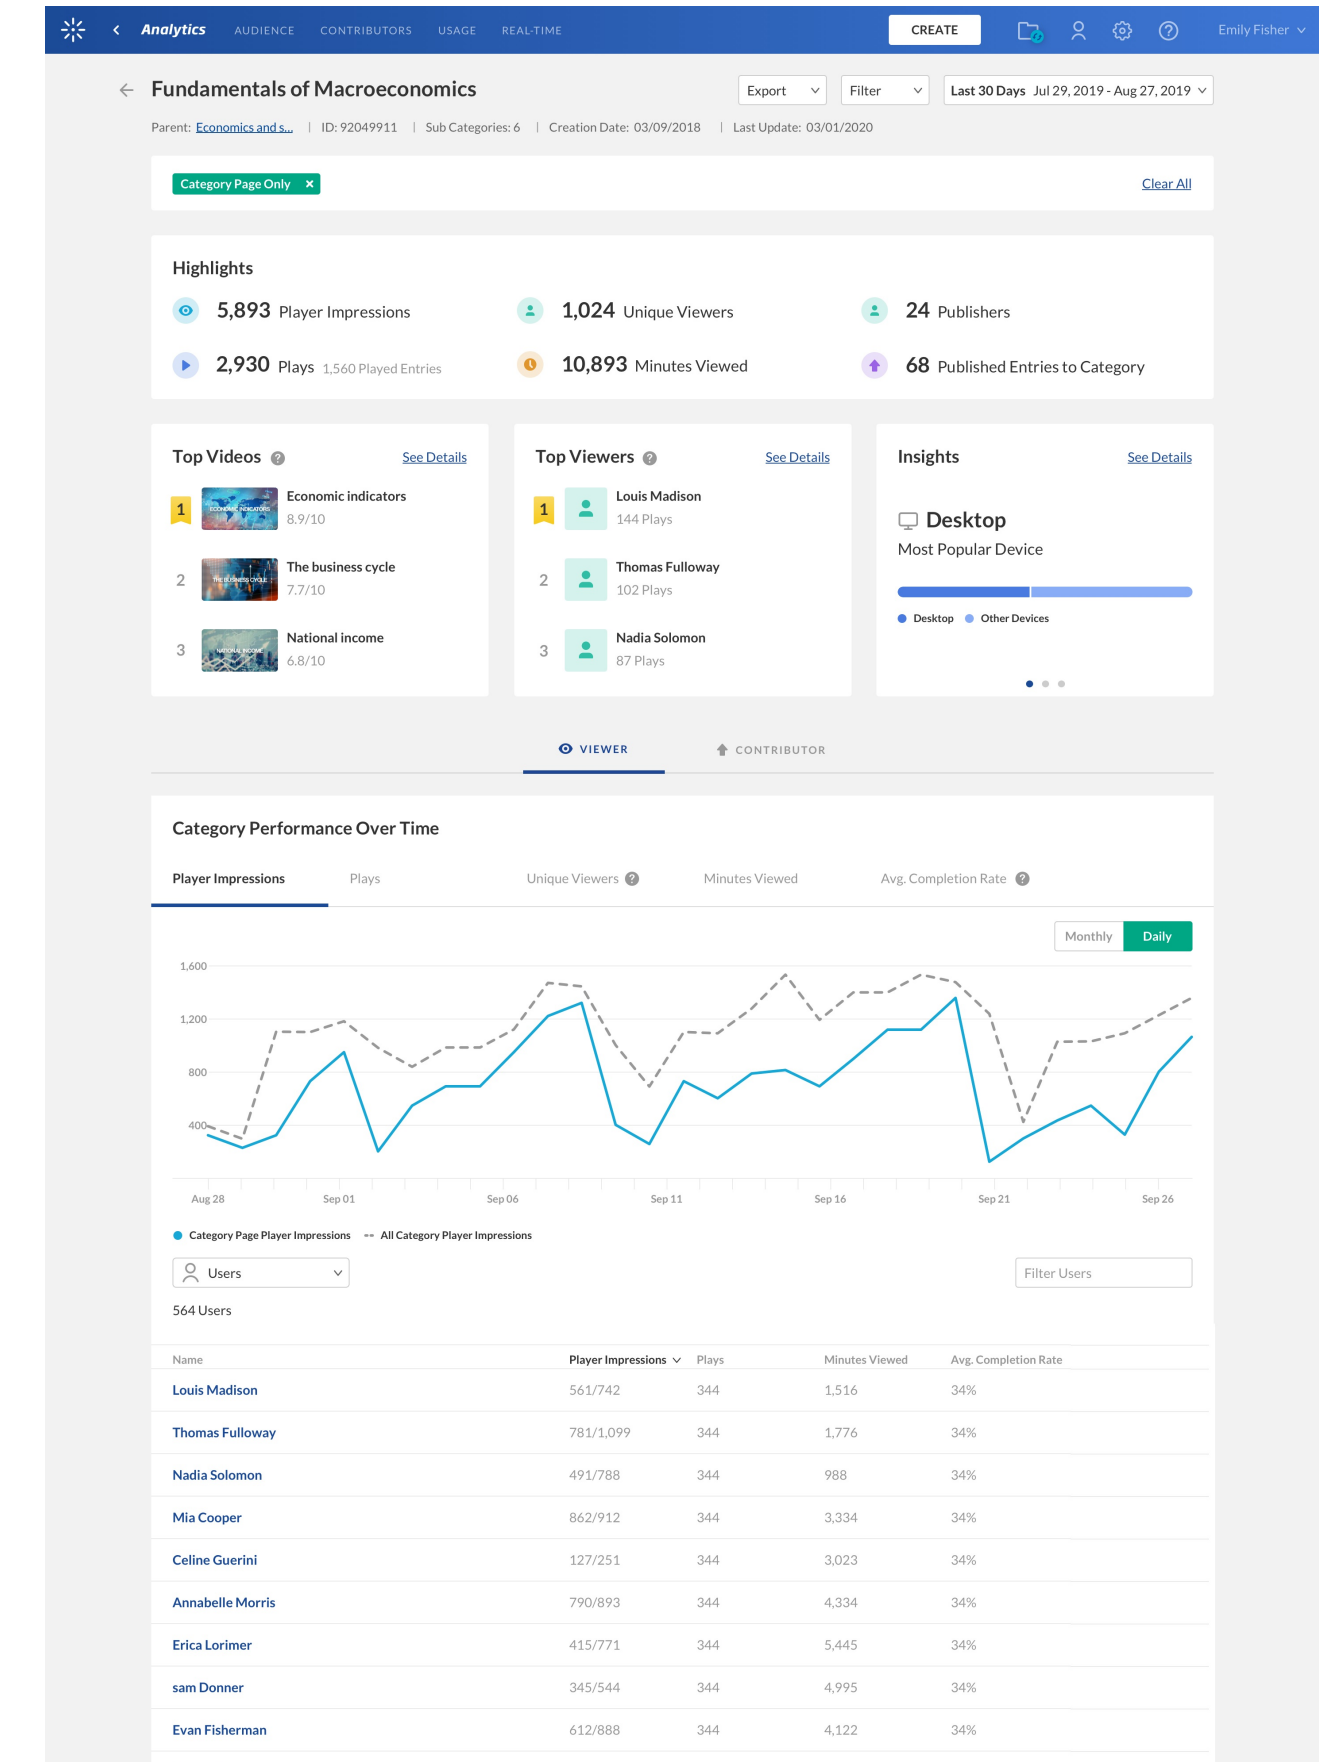 Analytics AUDIENCE CONTRIBUTORS USAGE REAL-TIME CREATE Emily Fisher
Fundamentals of Macroeconomics Export Filter Last 30 Days Jul 29, 2019 - Aug 27, 2019
Parent: Economics and s... | ID: 92049911 | Sub Categories: 6 | Creation Date: 03/09/2018 | Last Update: 03/01/2020
Category Page Only × Clear All
Highlights
5,893 Player Impressions 1,024 Unique Viewers 24 Publishers
2,930 Plays 1,560 Played Entries 10,893 Minutes Viewed 68 Published Entries to Category
Top Videos ? See Details
1 ECONOMIC INDICATORS Economic indicators
8.9/10
2 THE BUSINESS CYCLE The business cycle
7.7/10
3 NATIONAL INCOME National income
6.8/10
Top Viewers ? See Details
1 Louis Madison
144 Plays
2 Thomas Fulloway
102 Plays
3 Nadia Solomon
87 Plays
Insights See Details
Desktop
Most Popular Device
Desktop Other Devices
VIEWER CONTRIBUTOR
Category Performance Over Time
Player Impressions Plays Unique Viewers ? Minutes Viewed Avg. Completion Rate ?
Monthly Daily
1,600
1,200
800
400
Aug 28 Sep 01 Sep 06 Sep 11 Sep 16 Sep 21 Sep 26
Category Page Player Impressions All Category Player Impressions
Users Filter Users
564 Users
Name Player Impressions Plays Minutes Viewed Avg. Completion Rate
Louis Madison 561/742 344 1,516 34%
Thomas Fulloway 781/1,099 344 1,776 34%
Nadia Solomon 491/788 344 988 34%
Mia Cooper 862/912 344 3,334 34%
Celine Guerini 127/251 344 3,023 34%
Annabelle Morris 790/893 344 4,334 34%
Erica Lorimer 415/771 344 5,445 34%
sam Donner 345/544 344 4,995 34%
Evan Fisherman 612/888 344 4,122 34%